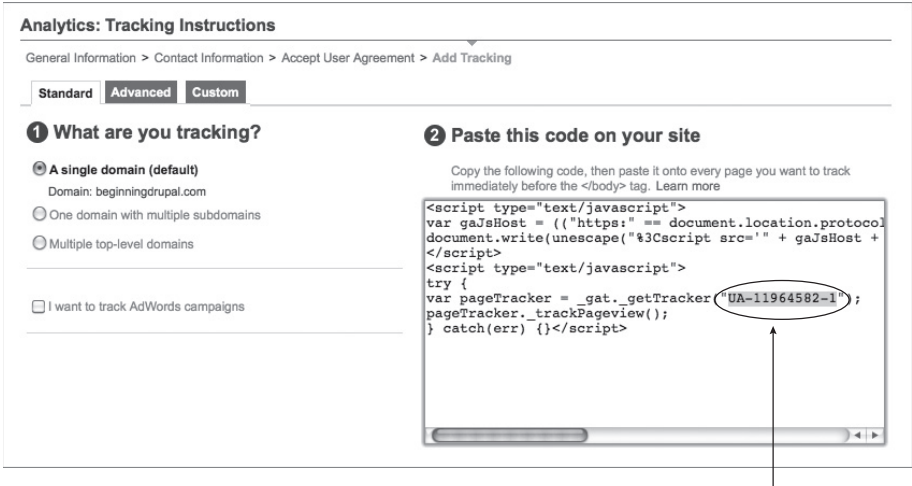 Analytics: Tracking Instructions
General Information > Contact Information > Accept User Agreement > Add Tracking
Standard Advanced Custom
1 What are you tracking?
A single domain (default)
Domain: beginningdrupal.com
One domain with multiple subdomains
Multiple top-level domains
I want to track AdWords campaigns
2 Paste this code on your site
Copy the following code, then paste it onto every page you want to track
immediately before the </body> tag. Learn more
<script type="text/javascript">
var gaJsHost = (("https:" == document.location.protocol
document.write(unescape("%3Cscript src='" + gaJsHost +
</script>
<script type="text/javascript">
try {
var pageTracker = _gat._getTracker("UA-11964582-1");
pageTracker._trackPageview();
} catch(err) {}</script>